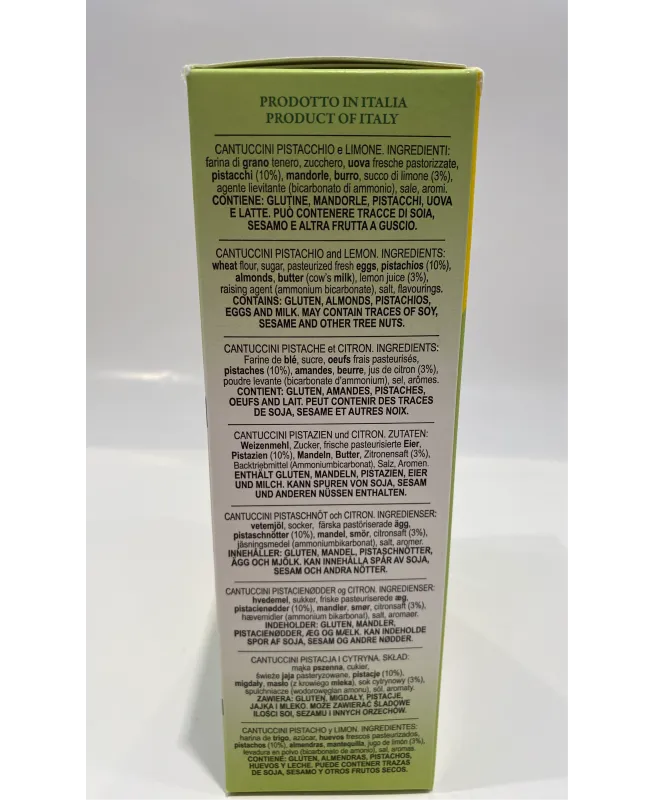 PRODOTTO IN ITALIA
PRODUCT OF ITALY
CANTUCCINI PISTACCHIO e LIMONE. INGREDIENTI:
farina di grano tenero, zucchero, uova fresche pastorizzate,
pistacchi (10%), mandorle, burro, succo di limone (3%),
agente lievitante (bicarbonato di ammonio), sale, aromi.
CONTIENE: GLUTINE, MANDORLE, PISTACCHI, UOVA
E LATTE. PUÒ CONTENERE TRACCE DI SOIA,
SESAMO E ALTRA FRUTTA A GUSCIO.
CANTUCCINI PISTACHIO and LEMON. INGREDIENTS:
wheat flour, sugar, pasteurized fresh eggs, pistachios (10%),
almonds, butter (cow's milk), lemon juice (3%),
raising agent (ammonium bicarbonate), salt, flavourings.
CONTAINS: GLUTEN, ALMONDS, PISTACHIOS,
EGGS AND MILK. MAY CONTAIN TRACES OF SOY,
SESAME AND OTHER TREE NUTS.
CANTUCCINI PISTACHE et CITRON. INGREDIENTS:
Farine de blé, sucre, oeufs frais pasteurisés,
pistaches (10%), amandes, beurre, jus de citron (3%),
poudre levante (bicarbonate d'ammonium), sel, arômes.
CONTIENT: GLUTEN, AMANDES, PISTACHES,
OEUFS AND LAIT. PEUT CONTENIR DES TRACES
DE SOJA, SESAME ET AUTRES NOIX.
CANTUCCINI PISTAZIEN und CITRON. ZUTATEN:
Weizenmehl, Zucker, frische pasteurisierte Eier,
Pistazien (10%), Mandeln, Butter, Zitronensaft (3%),
Backtriebmittel (Ammoniumbicarbonat), Salz, Aromen.
ENTHÄLT GLUTEN, MANDELN, PISTAZIEN, EIER
UND MILCH. KANN SPUREN VON SOJA, SESAM
UND ANDEREN NÜSSEN ENTHALTEN.
CANTUCCINI PISTASCHNÖT och CITRON. INGREDIENSER:
vetemjöl, socker, färska pastöriserade ägg,
pistaschnötter (10%), mandel, smör, citronsaft (3%),
jäsningsmedel (ammoniumbikarbonat), salt, aromer.
INNEHÅLLER: GLUTEN, MANDEL, PISTASCHNÖTTER,
ÄGG OCH MJÖLK. KAN INNEHÅLLA SPÅR AV SOJA,
SESAM OCH ANDRA NÖTTER.
CANTUCCINI PISTACIENØDDER og CITRON. INGREDIENSER:
hvedemel, sukker, friske pasteuriserede æg,
pistacienødder (10%), mandler, smør, citronsaft (3%),
hævemidler (ammonium bikarbonat), salt, aromaer.
INDEHOLDER: GLUTEN, MANDLER,
PISTACIENØDDER, ÆG OG MÆLK. KAN INDEHOLDE
SPOR AF SOJA, SESAM OG ANDRE NØDDER.
CANTUCCINI PISTACJA I CYTRYNA. SKŁAD:
mąka pszenna, cukier,
świeże jaja pasteryzowane, pistacje (10%),
migdały, masło (z krowiego mleka), sok cytrynowy (3%),
spulchniacze (wodorowęglan amonu), sól, aromaty.
ZAWIERA: GLUTEN, MIGDAŁY, PISTACJE,
JAJKA I MLEKO. MOŻE ZAWIERAĆ ŚLADOWE
ILOŚCI SOI, SEZAMU I INNYCH ORZECHÓW.
CANTUCCINI PISTACHO y LIMON. INGREDIENTES:
harina de trigo, azúcar, huevos frescos pasteurizados,
pistachos (10%), almendras, mantequilla, jugo de limón (3%),
levadura en polvo (bicarbonato de amonio), sal, aromas.
CONTIENE: GLUTEN, ALMENDRAS, PISTACHOS,
HUEVOS Y LECHE. PUEDE CONTENER TRAZAS
DE SOJA, SESAMO Y OTROS FRUTOS SECOS.